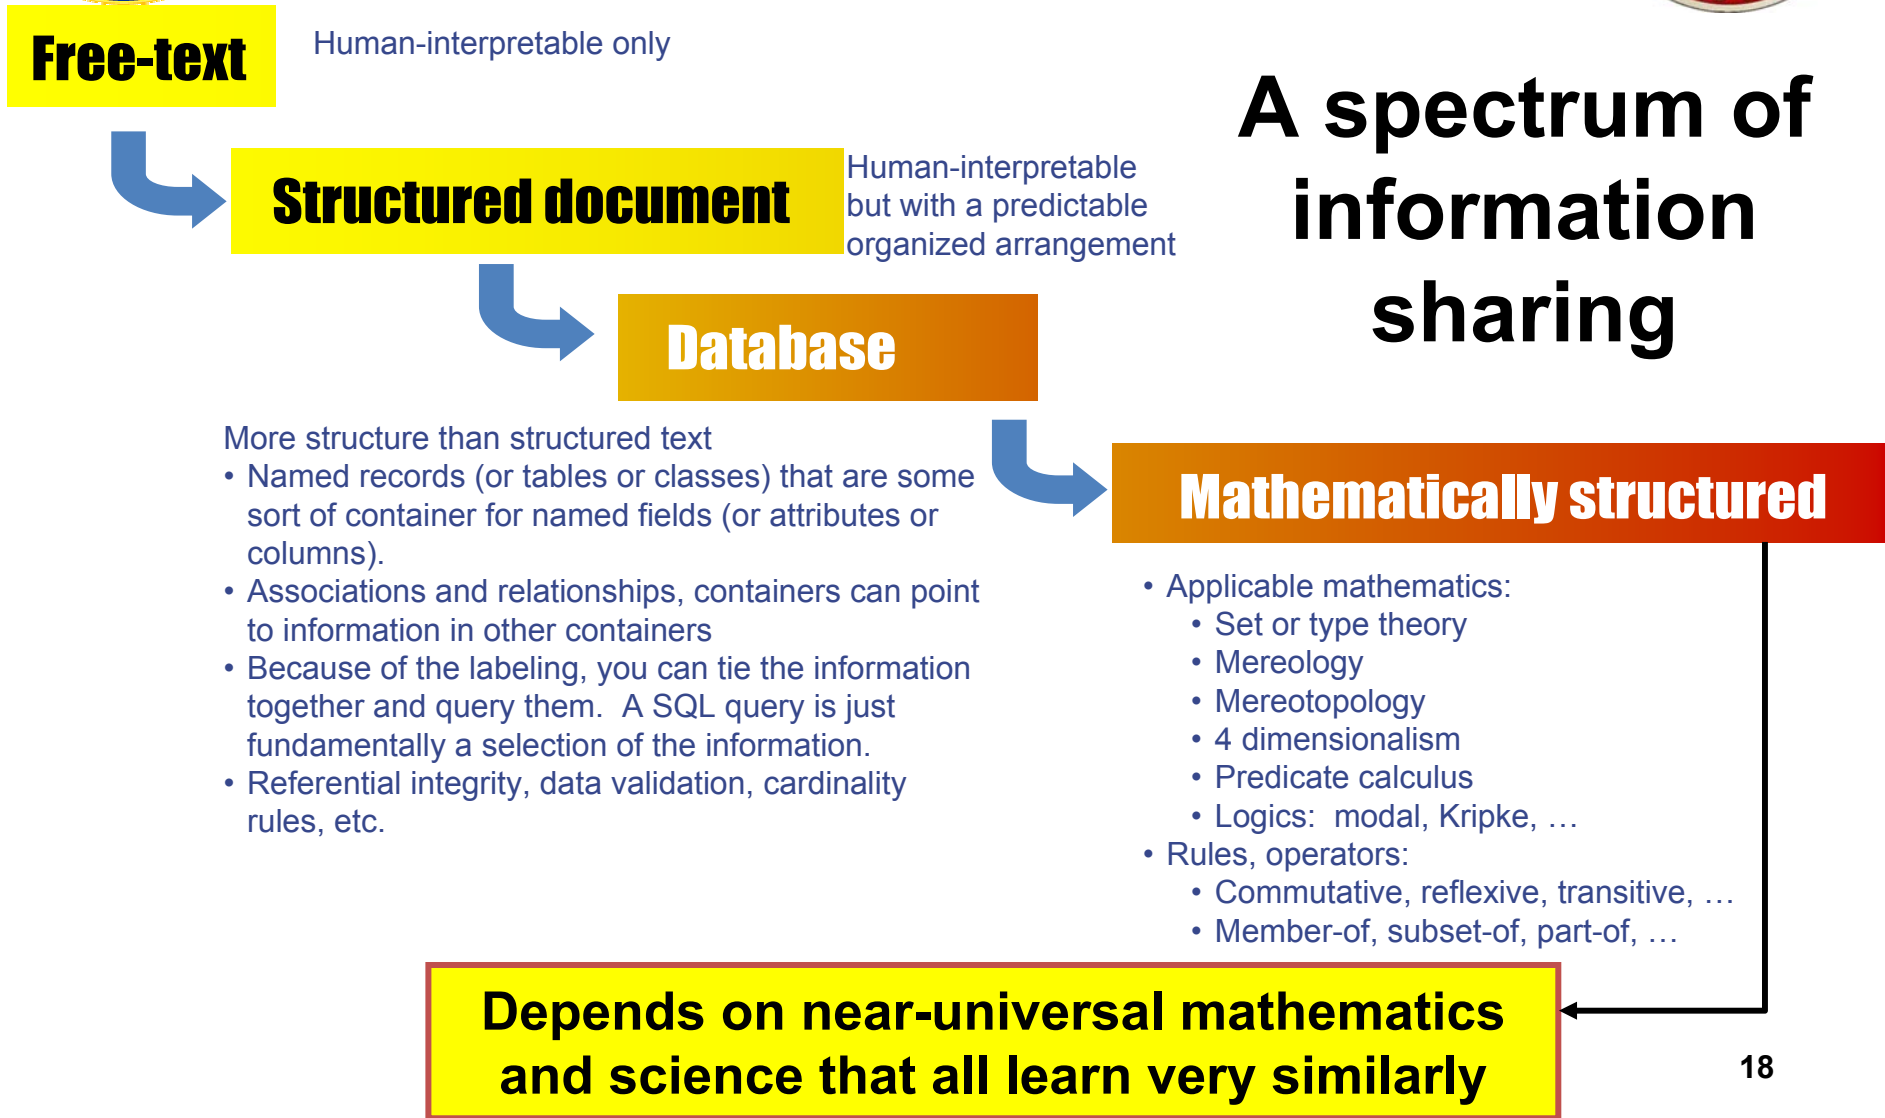 Free-text
Human-interpretable only
A spectrum of
information
sharing
Structured document
Human-interpretable
but with a predictable
organized arrangement
Database
More structure than structured text
• Named records (or tables or classes) that are some
sort of container for named fields (or attributes or
columns).
• Associations and relationships, containers can point
to information in other containers
• Because of the labeling, you can tie the information
together and query them.  A SQL query is just
fundamentally a selection of the information.
• Referential integrity, data validation, cardinality
rules, etc.
Mathematically structured
• Applicable mathematics:
• Set or type theory
• Mereology
• Mereotopology
• 4 dimensionalism
• Predicate calculus
• Logics:  modal, Kripke, …
• Rules, operators:
• Commutative, reflexive, transitive, …
• Member-of, subset-of, part-of, …
Depends on near-universal mathematics
and science that all learn very similarly
18